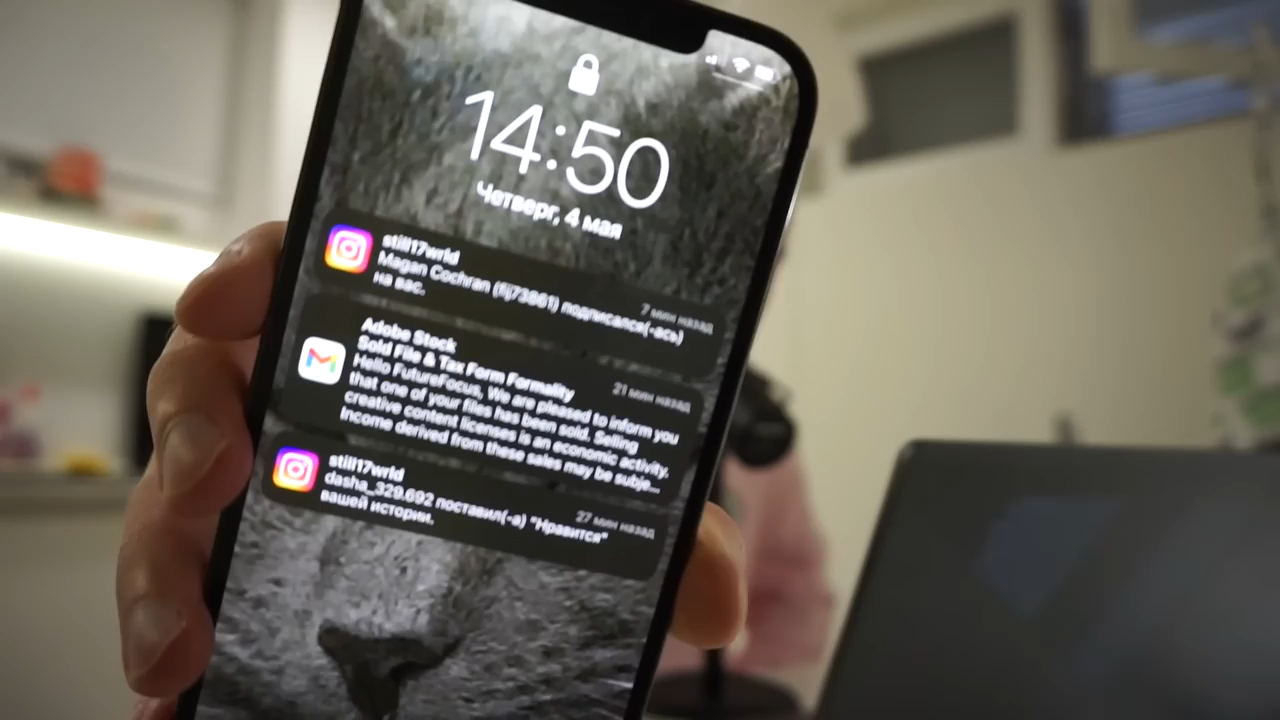 14:50
Четверг, 4 мая
still17wrld
7 мин назад
Magan Cochran (fij73861) подписался(-ась)
на вас.
Adobe Stock
Sold File & Tax Form Formality
21 мин назад
Hello FutureFocus, We are pleased to inform you
that one of your files has been sold. Selling
creative content licenses is an economic activity.
Income derived from these sales may be subje...
still17wrld
27 мин назад
dasha_329.692 поставил(-а) "Нравится"
вашей истории.